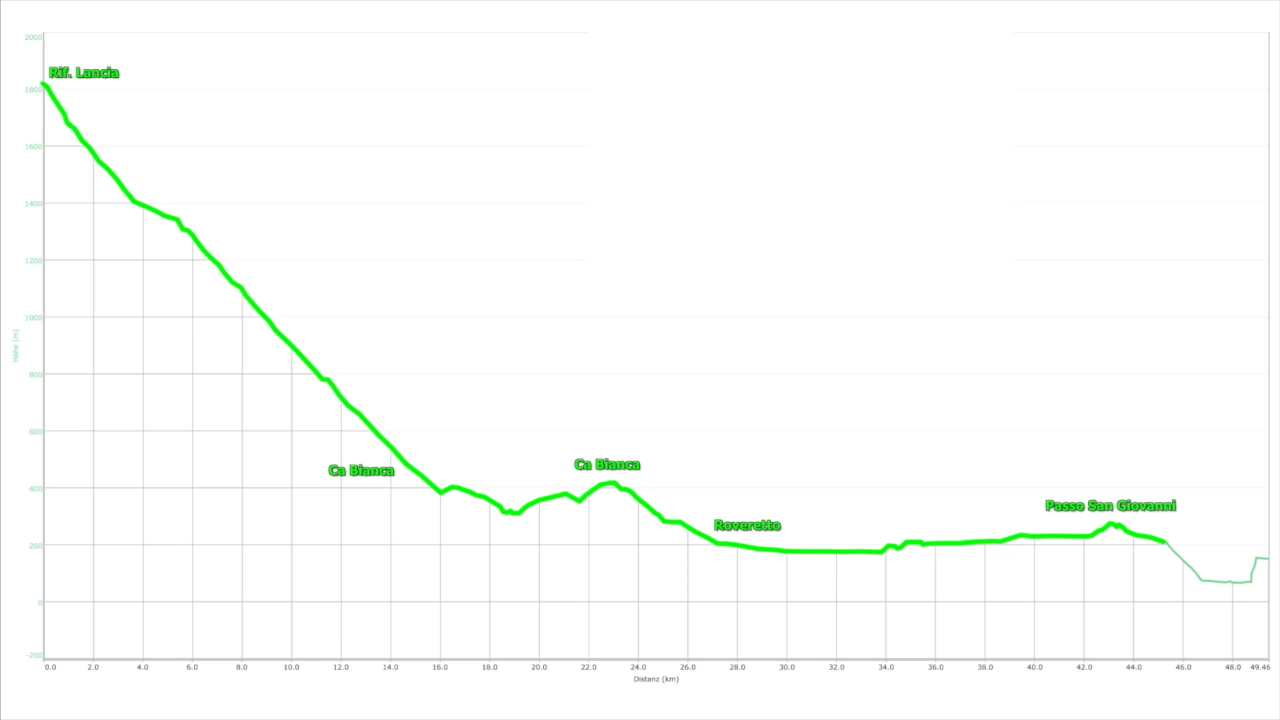 2000
Rif. Lancia
1800
1600
1400
1200
1000
Höhe (m)
800
600
Ca Bianca
Ca Bianca
400
Passo San Giovanni
Roveretto
200
0
-200
0.0 2.0 4.0 6.0 8.0 10.0 12.0 14.0 16.0 18.0 20.0 22.0 24.0 26.0 28.0 30.0 32.0 34.0 36.0 38.0 40.0 42.0 44.0 46.0 48.0 49.46
Distanz (km)